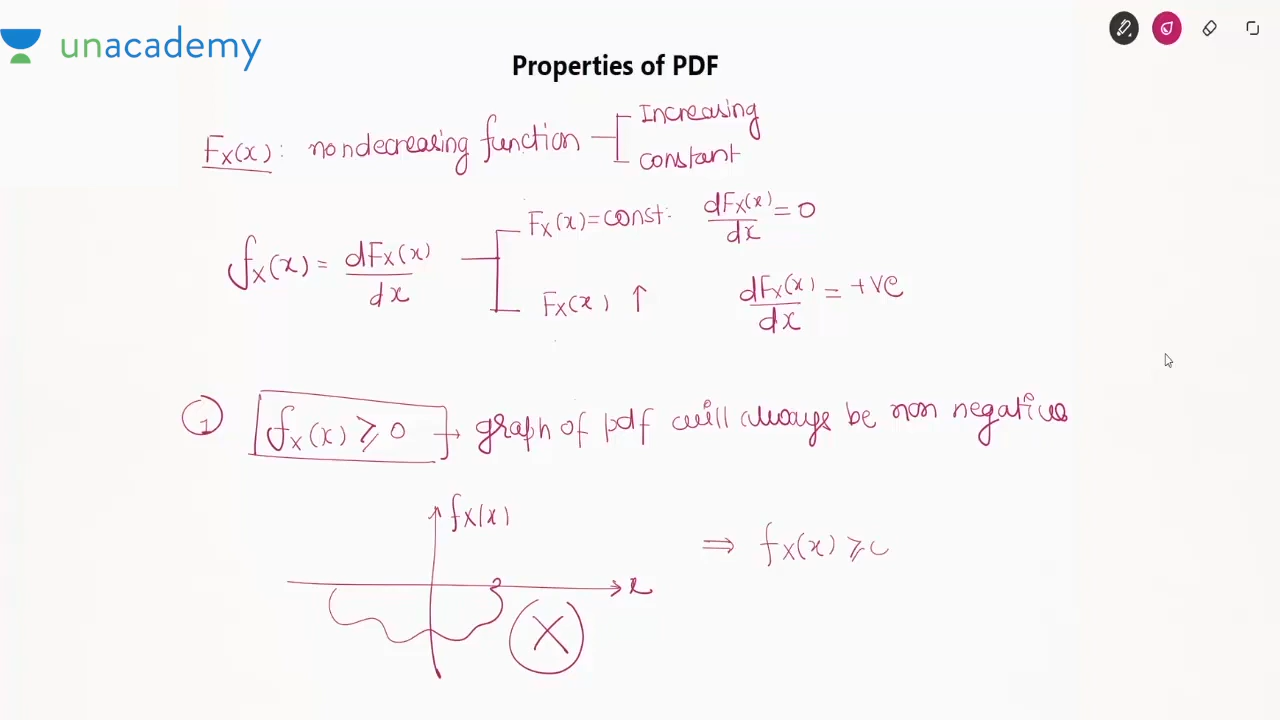 unacademy
Properties of PDF
Fx(x): nondecreasing function
Increasing
constant
fx(x) = dFx(x)/dx
Fx(x)=const: dFx(x)/dx = 0
Fx(x) ↑ dFx(x)/dx = +ve
① fx(x) ⩾ 0 → graph of pdf will always be non negative
fx(x)
x
X
⇒ fx(x) ⩾ 0